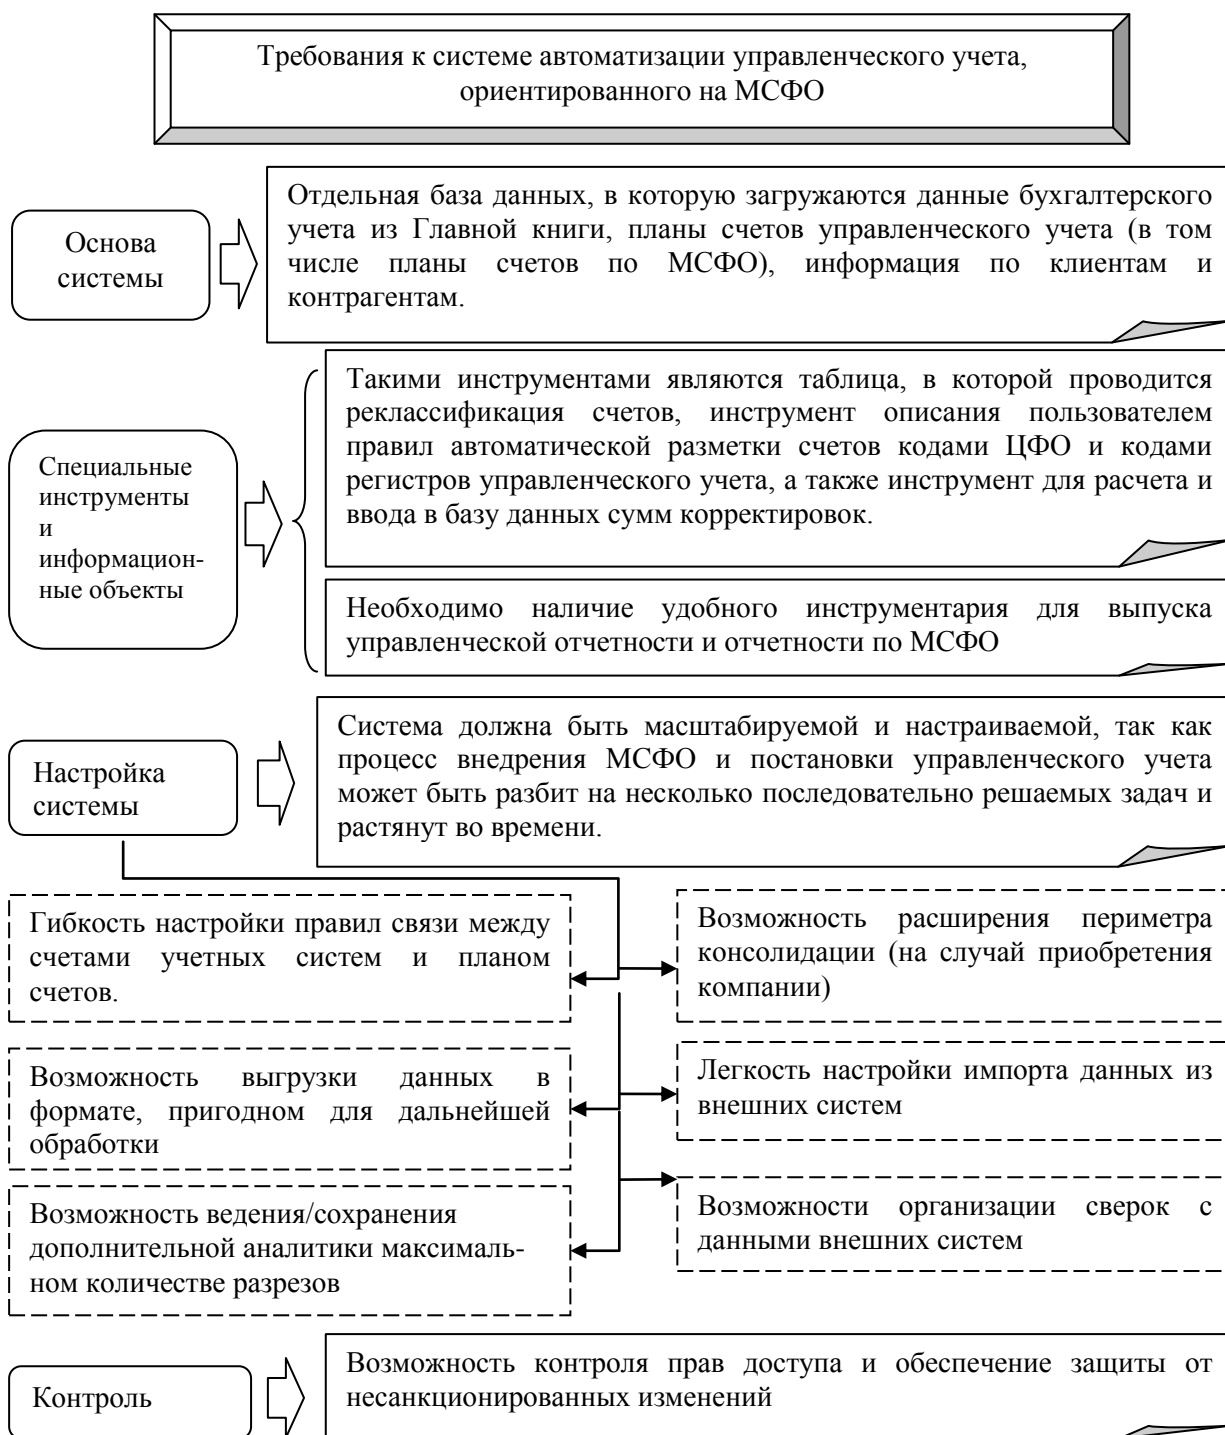 Требования к системе автоматизации управленческого учета,
ориентированного на МСФО
Основа
системы
Отдельная база данных, в которую загружаются данные бухгалтерского
учета из Главной книги, планы счетов управленческого учета (в том
числе планы счетов по МСФО), информация по клиентам и
контрагентам.
Специальные
инструменты
и
информацион-
ные объекты
Такими инструментами являются таблица, в которой проводится
реклассификация счетов, инструмент описания пользователем
правил автоматической разметки счетов кодами ЦФО и кодами
регистров управленческого учета, а также инструмент для расчета и
ввода в базу данных сумм корректировок.
Необходимо наличие удобного инструментария для выпуска
управленческой отчетности и отчетности по МСФО
Настройка
системы
Система должна быть масштабируемой и настраиваемой, так как
процесс внедрения МСФО и постановки управленческого учета
может быть разбит на несколько последовательно решаемых задач и
растянут во времени.
Гибкость настройки правил связи между
счетами учетных систем и планом
счетов.
Возможность расширения периметра
консолидации (на случай приобретения
компании)
Возможность выгрузки данных в
формате, пригодном для дальнейшей
обработки
Легкость настройки импорта данных из
внешних систем
Возможность ведения/сохранения
дополнительной аналитики максималь-
ном количестве разрезов
Возможности организации сверок с
данными внешних систем
Контроль
Возможность контроля прав доступа и обеспечение защиты от
несанкционированных изменений